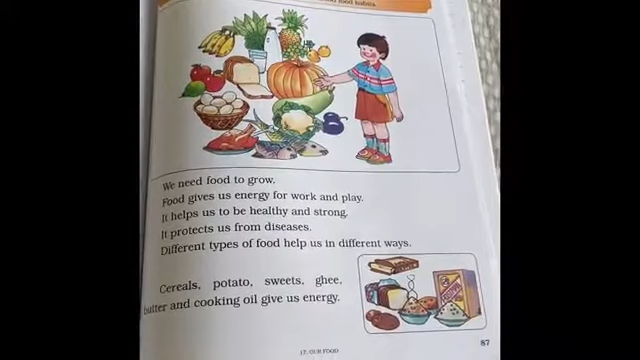 food habits.
We need food to grow.
Food gives us energy for work and play.
It helps us to be healthy and strong.
It protects us from diseases.
Different types of food help us in different ways.
Cereals, potato, sweets, ghee,
butter and cooking oil give us energy.
17. OUR FOOD
87